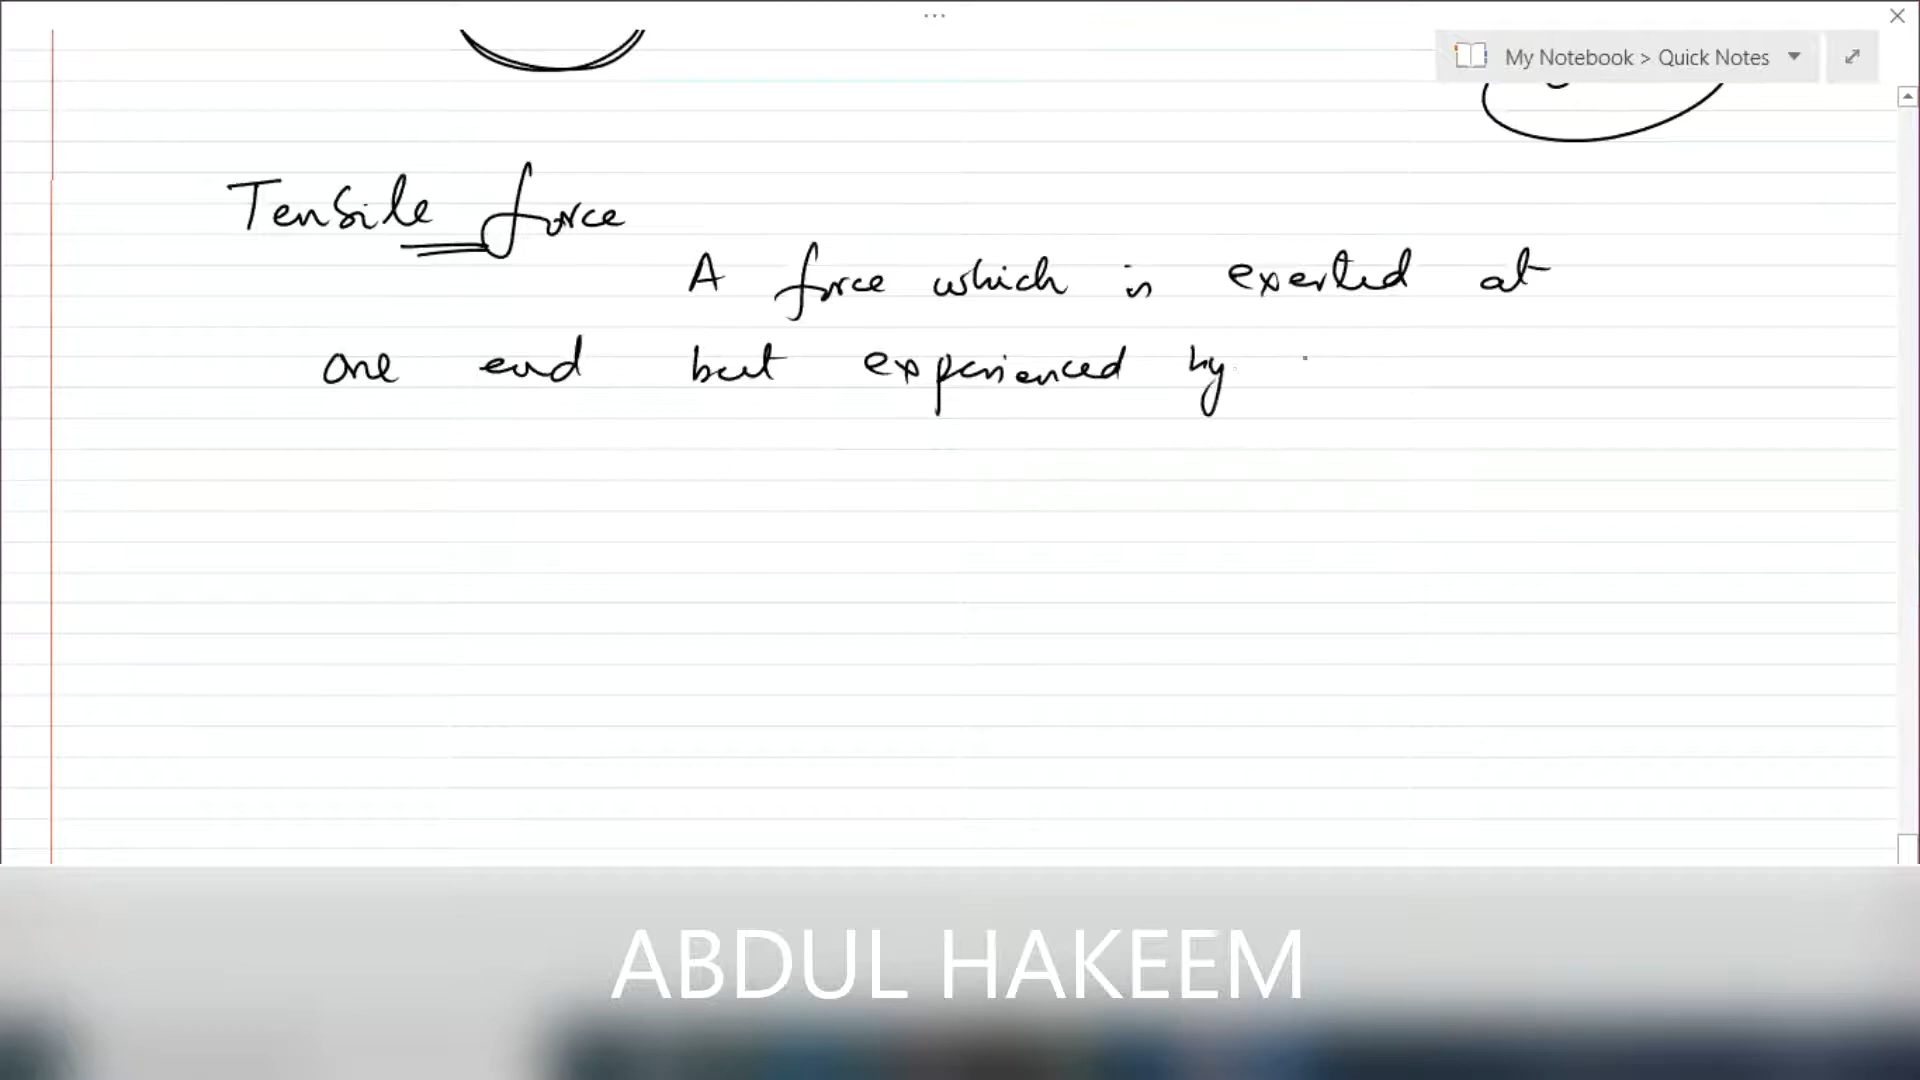 ...
My Notebook > Quick Notes
Tensile force
A force which is exerted at
one end but experienced by
ABDUL HAKEEM